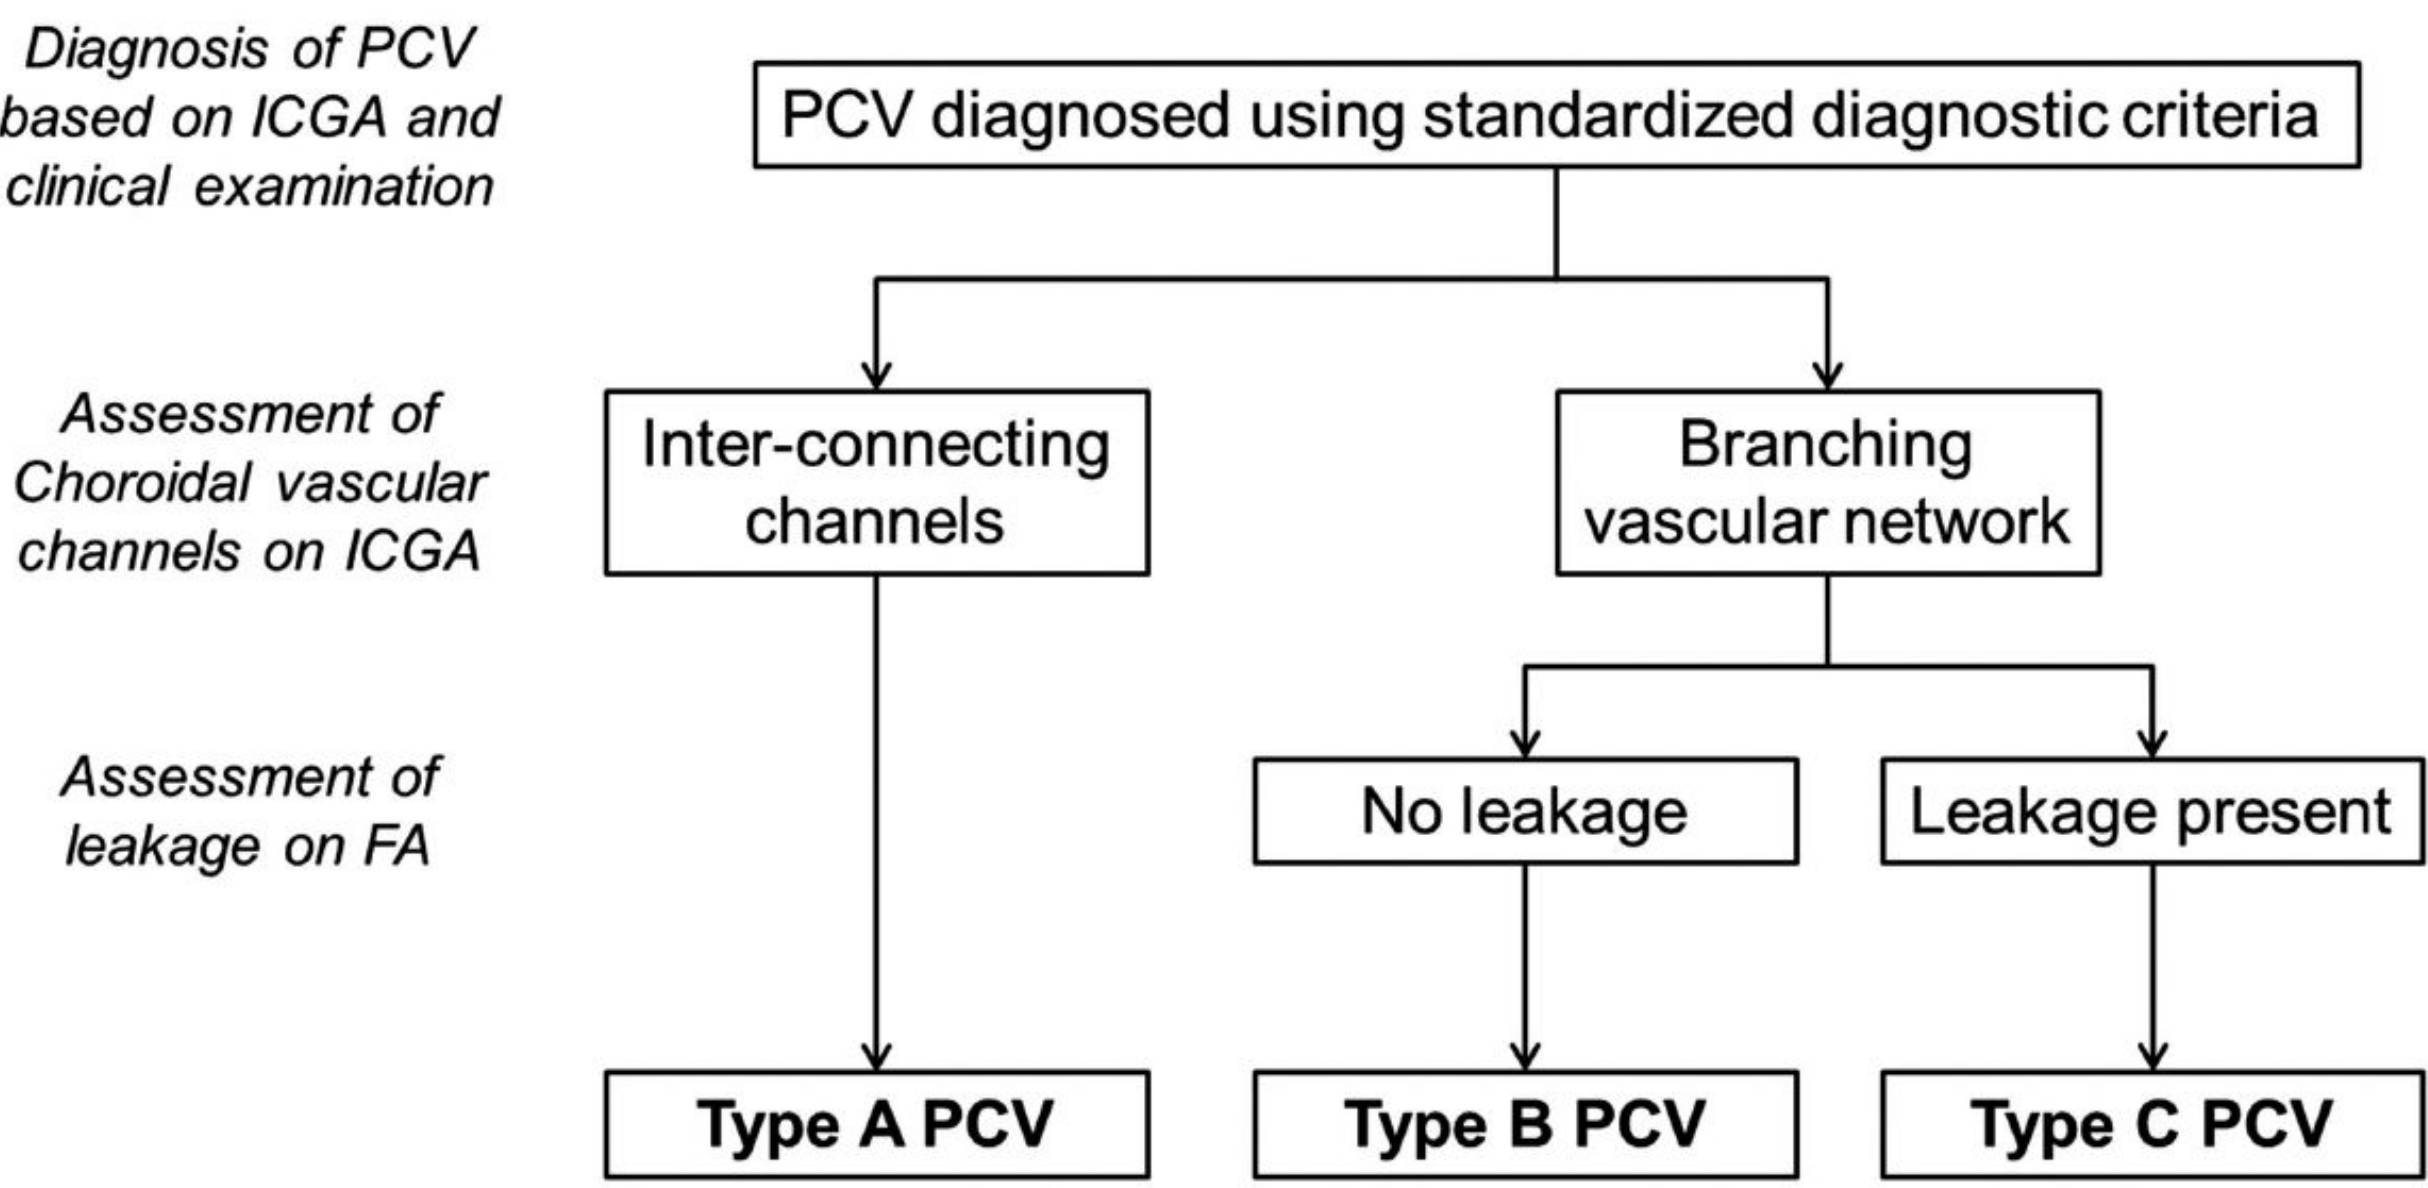 Diagnosis of PCV
based on ICGA and
clinical examination
PCV diagnosed using standardized diagnostic criteria
Assessment of
Choroidal vascular
channels on ICGA
Inter-connecting
channels
Branching
vascular network
Assessment of
leakage on FA
No leakage
Leakage present
Type A PCV
Type B PCV
Type C PCV